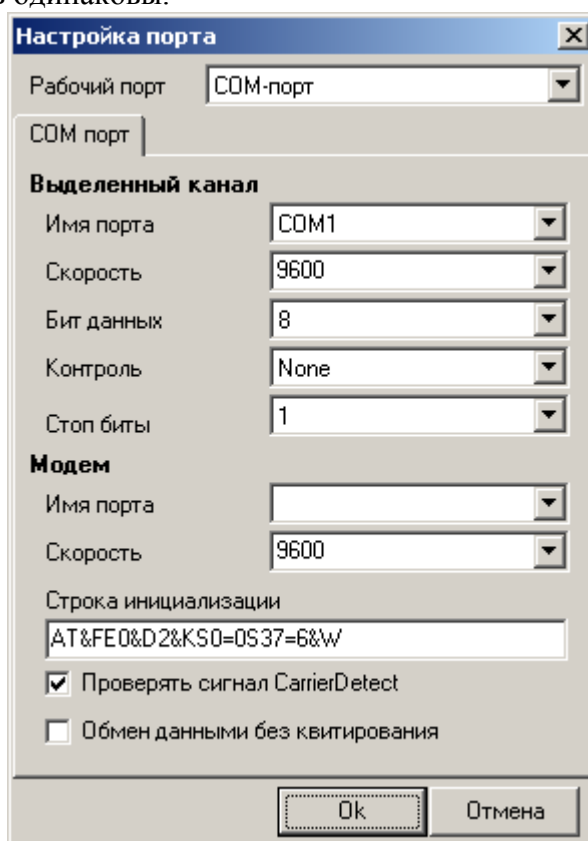 одинаковы.
Настройка порта
Рабочий порт COM-порт
COM порт
Выделенный канал
Имя порта COM1
Скорость 9600
Бит данных 8
Контроль None
Стоп биты 1
Модем
Имя порта
Скорость 9600
Строка инициализации
AT&FE0&D2&KS0=0S37=6&W
Проверять сигнал CarrierDetect
Обмен данными без квитирования
Ok Отмена